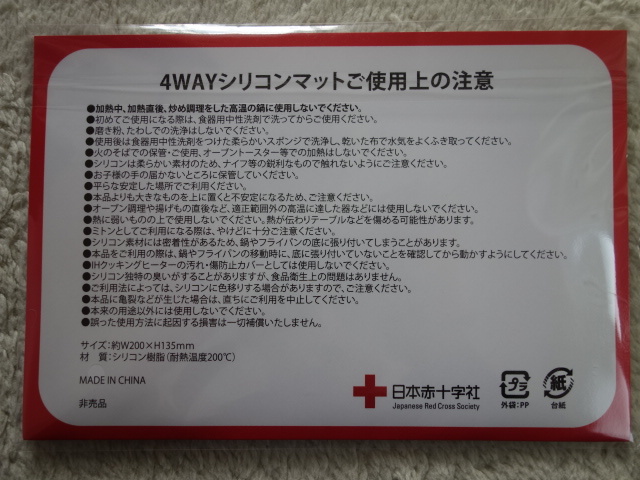 4WAYシリコンマットご使用上の注意
●加熱中、加熱直後、炒め調理をした高温の鍋に使用しないでください。
●初めてご使用になる際は、食器用中性洗剤で洗ってからご使用ください。
●磨き粉、たわしでの洗浄はしないでください。
●使用後は食器用中性洗剤をつけた柔らかいスポンジで洗浄し、乾いた布で水気をよくふき取ってください。
●火のそばでの保管・ご使用、オーブントースター等での加熱はしないでください。
●シリコンは柔らかい素材のため、ナイフ等の鋭利なもので触れないようにご注意ください。
●お子様の手の届かないところに保管していください。
●平らな安定した場所でご利用ください。
●本品よりも大きなものを上に置くと不安定になるため、ご注意ください。
●オーブン調理や揚げもの直後など、適正範囲外の高温に達した器などには使用しないでください。
●熱に弱いものの上で使用しないでください。熱が伝わりテーブルなどを傷める可能性があります。
●ミトンとしてご利用になる際は、やけどに十分ご注意ください。
●シリコン素材には密着性があるため、鍋やフライパンの底に張り付いてしまうことがあります。
●本品をご利用の際は、鍋やフライパンの移動時に、底に張り付いていないことを確認してから動かすようにしてください。
●IHクッキングヒーターの汚れ・傷防止カバーとしては使用しないでください。
●シリコン独特の臭いがすることがありますが、食品衛生上の問題はありません。
●ご利用法によっては、シリコンに色移りする場合がありますので、ご注意ください。
●本品に亀裂などが生じた場合は、直ちにご利用を中止してください。
●本来の用途以外には使用しないでください。
●誤った使用方法に起因する損害は一切補償いたしません。
サイズ:約W200×H135mm
材　質:シリコン樹脂(耐熱温度200℃)
MADE IN CHINA
非売品
日本赤十字社
Japanese Red Cross Society
プラ
外袋:PP
紙
台紙